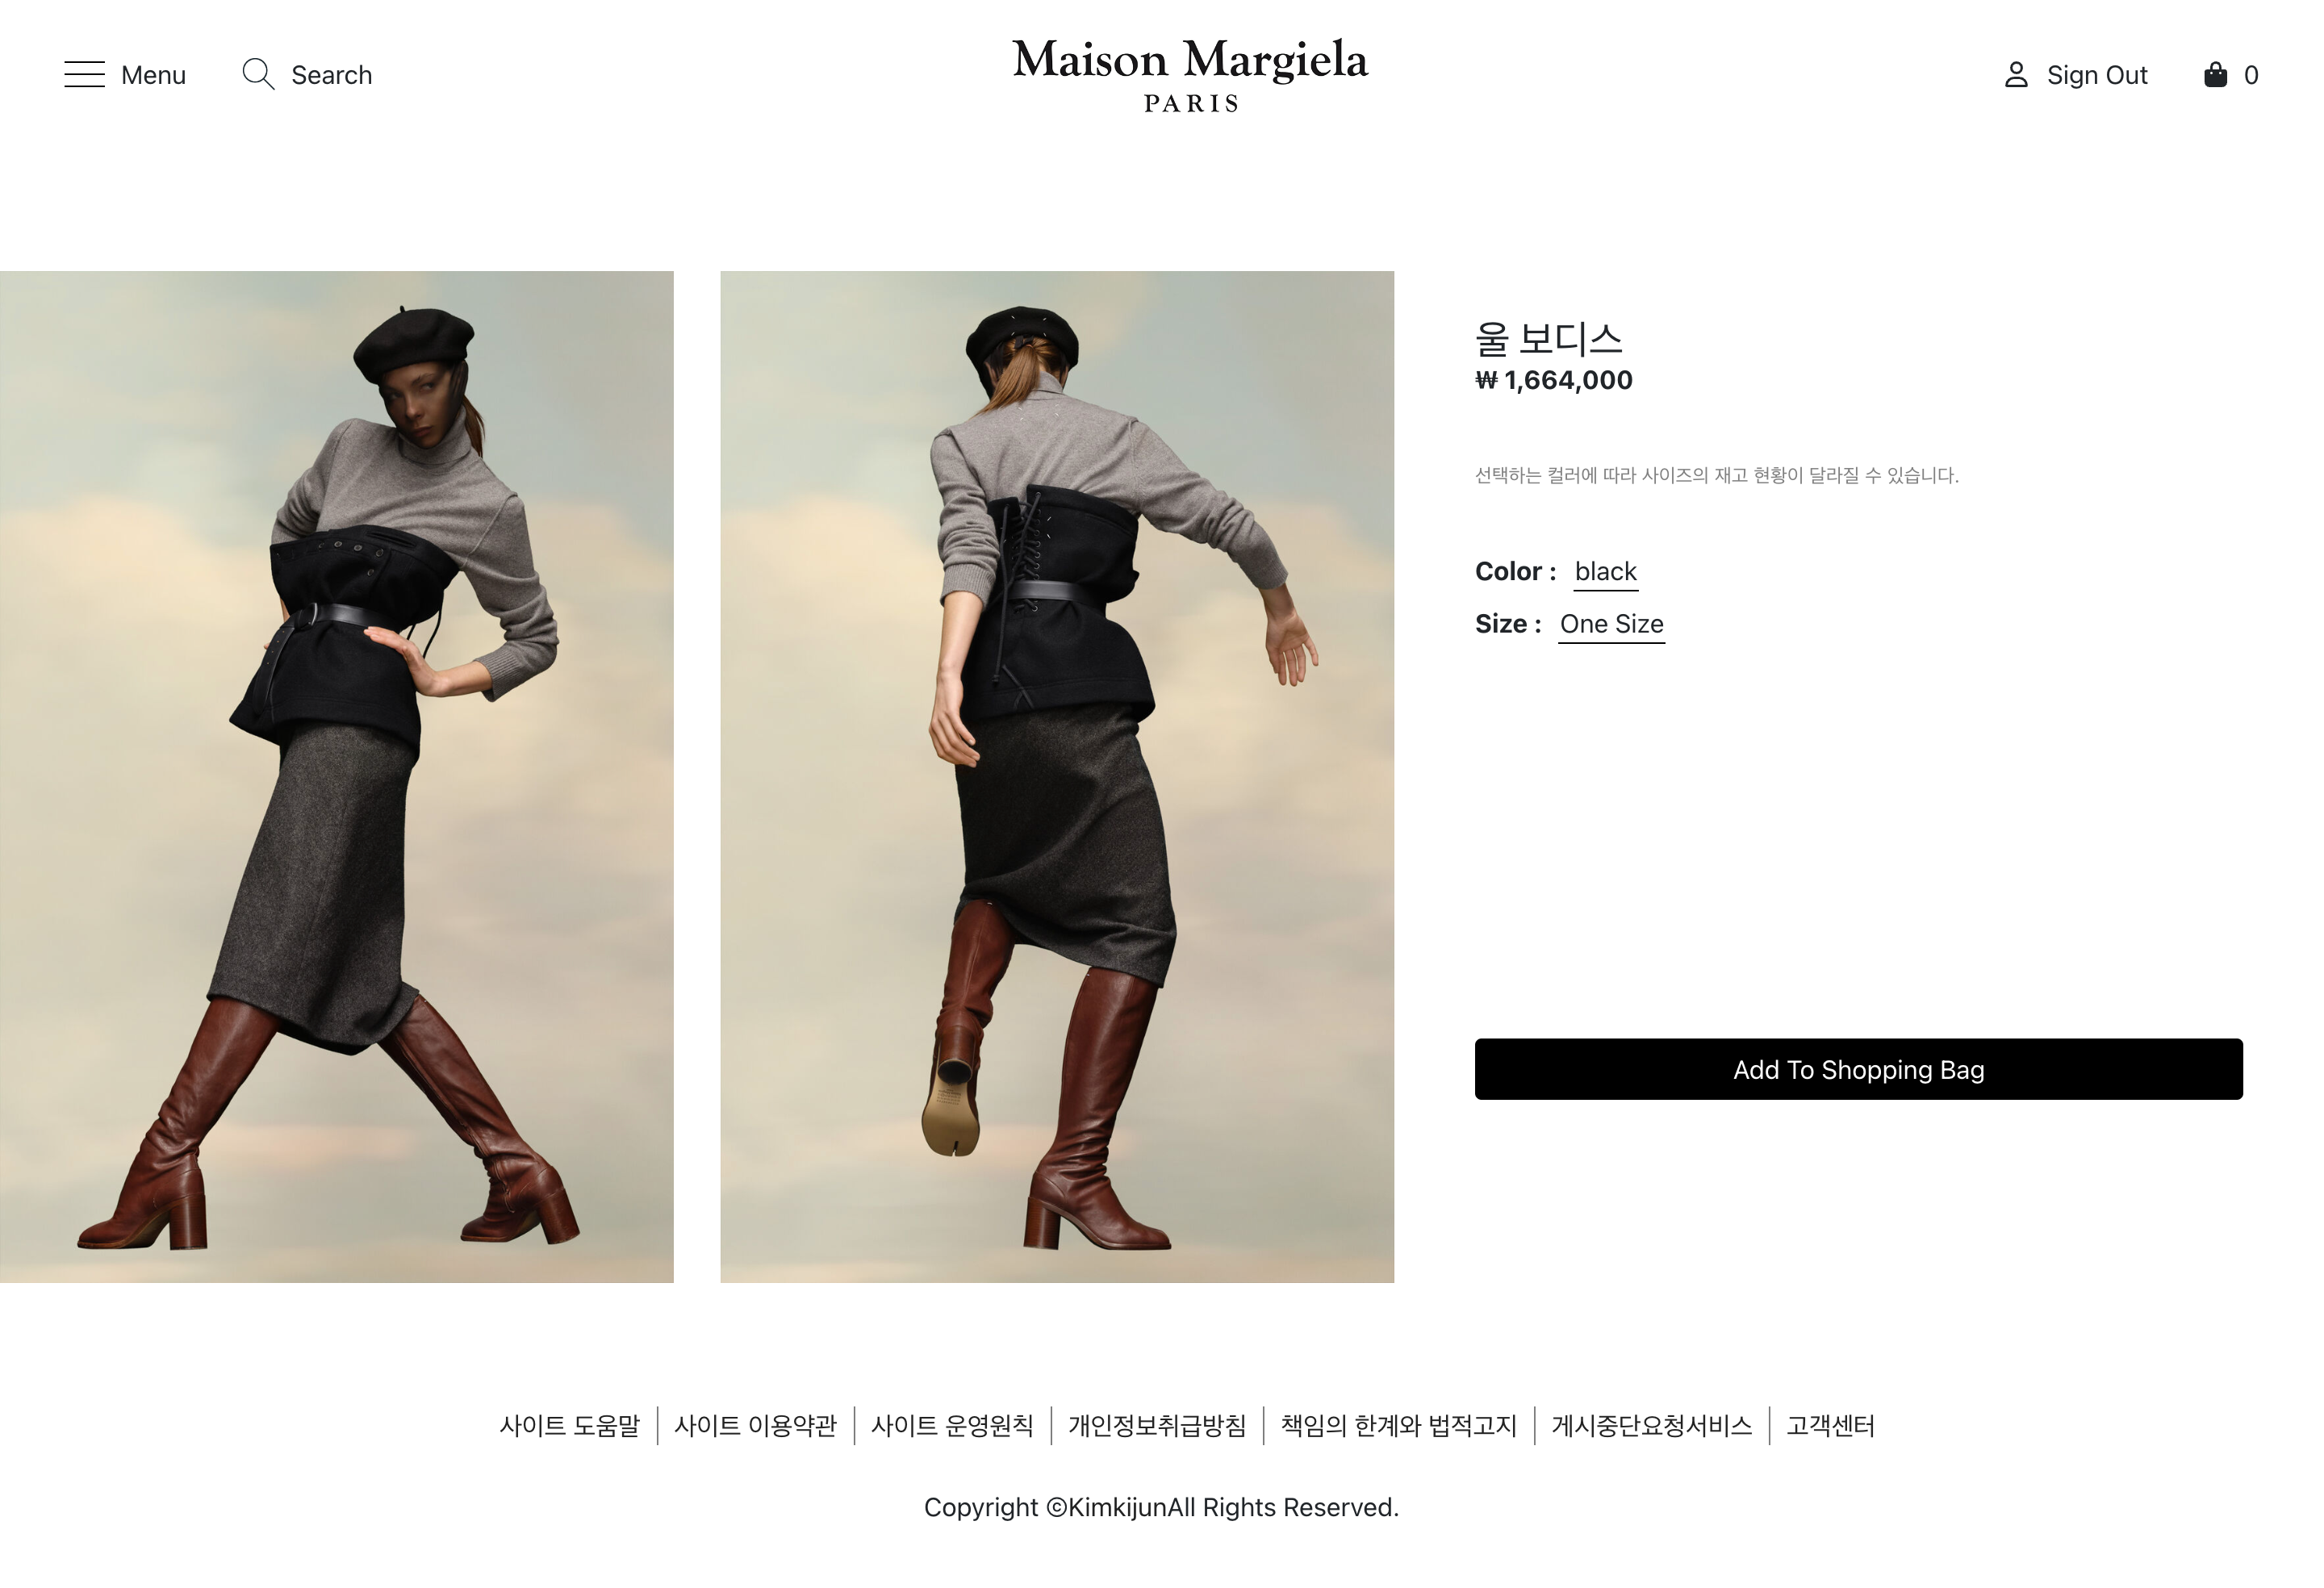 Menu
Search
Maison Margiela
PARIS
Sign Out
0
울 보디스
₩ 1,664,000
선택하는 컬러에 따라 사이즈의 재고 현황이 달라질 수 있습니다.
Color : black
Size : One Size
Add To Shopping Bag
사이트 도움말
사이트 이용약관
사이트 운영원칙
개인정보취급방침
책임의 한계와 법적고지
게시중단요청서비스
고객센터
Copyright ©KimkijunAll Rights Reserved.